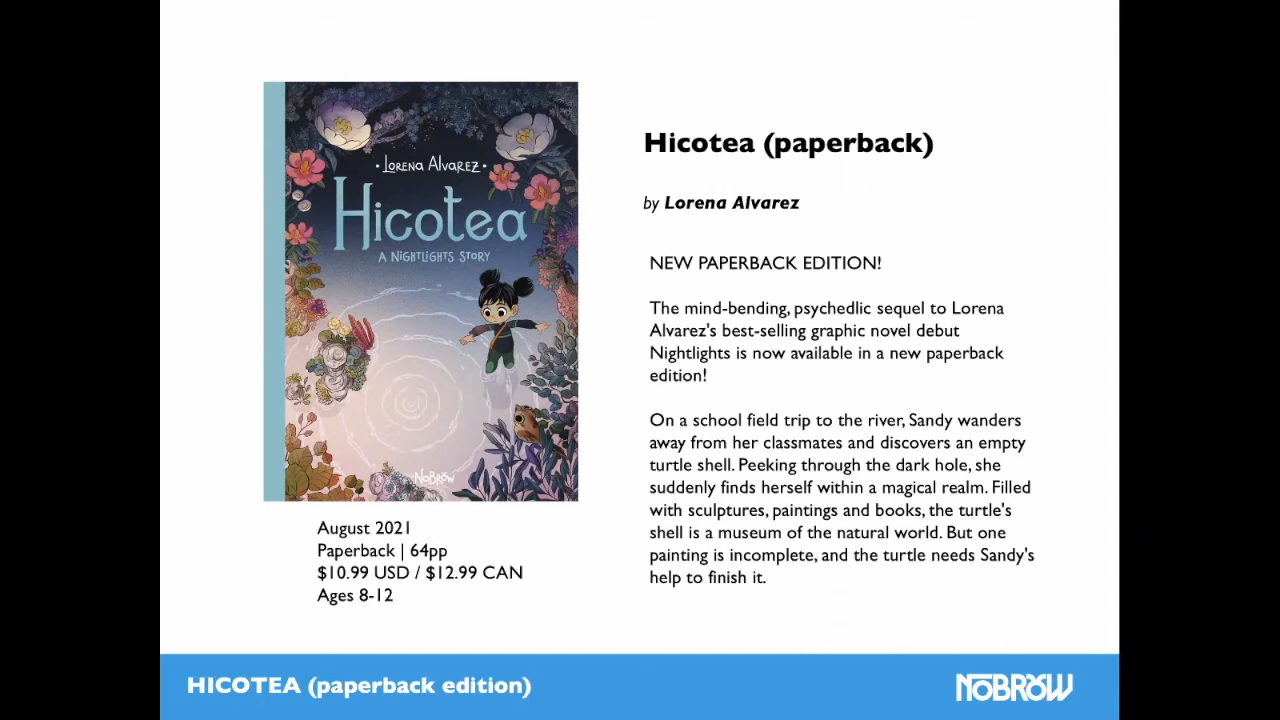 • LORENA ALVAREZ •
Hicotea
A NIGHTLIGHTS STORY
NOBROW
August 2021
Paperback | 64pp
$10.99 USD / $12.99 CAN
Ages 8-12
Hicotea (paperback)
by Lorena Alvarez
NEW PAPERBACK EDITION!
The mind-bending, psychedlic sequel to Lorena
Alvarez's best-selling graphic novel debut
Nightlights is now available in a new paperback
edition!
On a school field trip to the river, Sandy wanders
away from her classmates and discovers an empty
turtle shell. Peeking through the dark hole, she
suddenly finds herself within a magical realm. Filled
with sculptures, paintings and books, the turtle's
shell is a museum of the natural world. But one
painting is incomplete, and the turtle needs Sandy's
help to finish it.
HICOTEA (paperback edition)
NOBROW